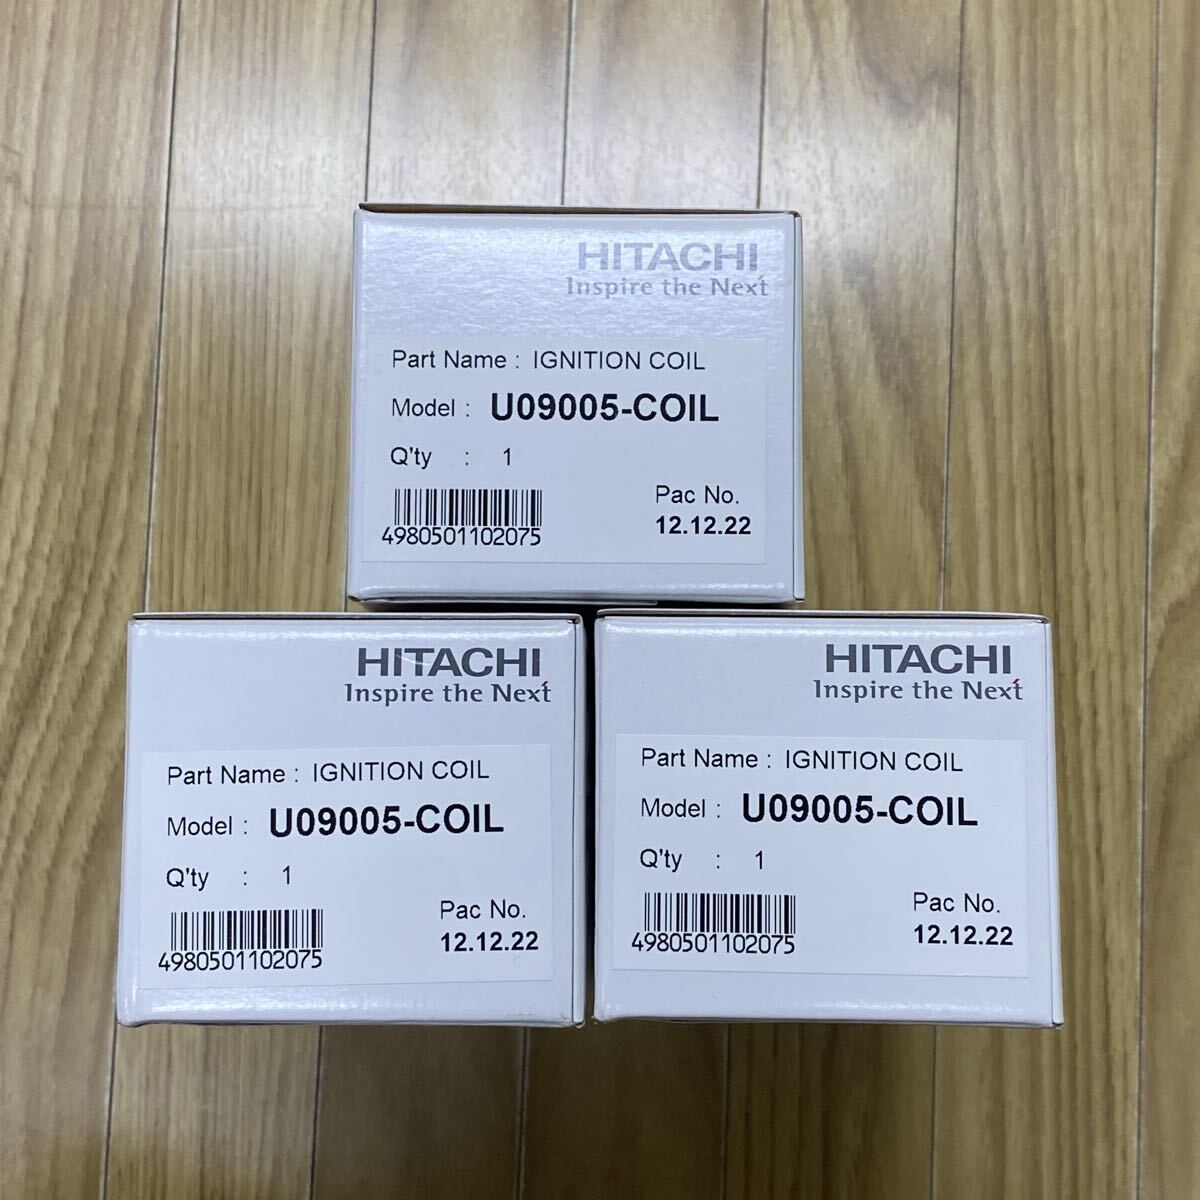 HITACHI
Inspire the Next
Part Name : IGNITION COIL
Model : U09005-COIL
Q'ty : 1
Pac No.
12.12.22
4980501102075
HITACHI
Inspire the Next
Part Name : IGNITION COIL
Model : U09005-COIL
Q'ty : 1
Pac No.
12.12.22
4980501102075
HITACHI
Inspire the Next
Part Name : IGNITION COIL
Model : U09005-COIL
Q'ty : 1
Pac No.
12.12.22
4980501102075